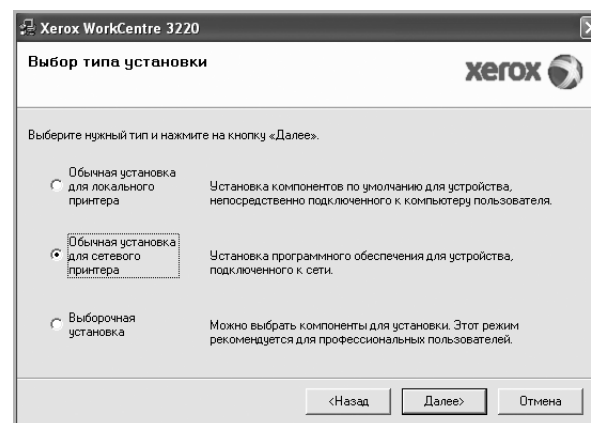 Xerox WorkCentre 3220
Выбор типа установки
xerox
Выберите нужный тип и нажмите на кнопку «Далее».
Обычная установка
для локального
принтера
Установка компонентов по умолчанию для устройства,
непосредственно подключенного к компьютеру пользователя.
Обычная установка
для сетевого
принтера
Установка программного обеспечения для устройства,
подключенного к сети.
Выборочная
установка
Можно выбрать компоненты для установки. Этот режим
рекомендуется для профессиональных пользователей.
<Назад
Далее>
Отмена